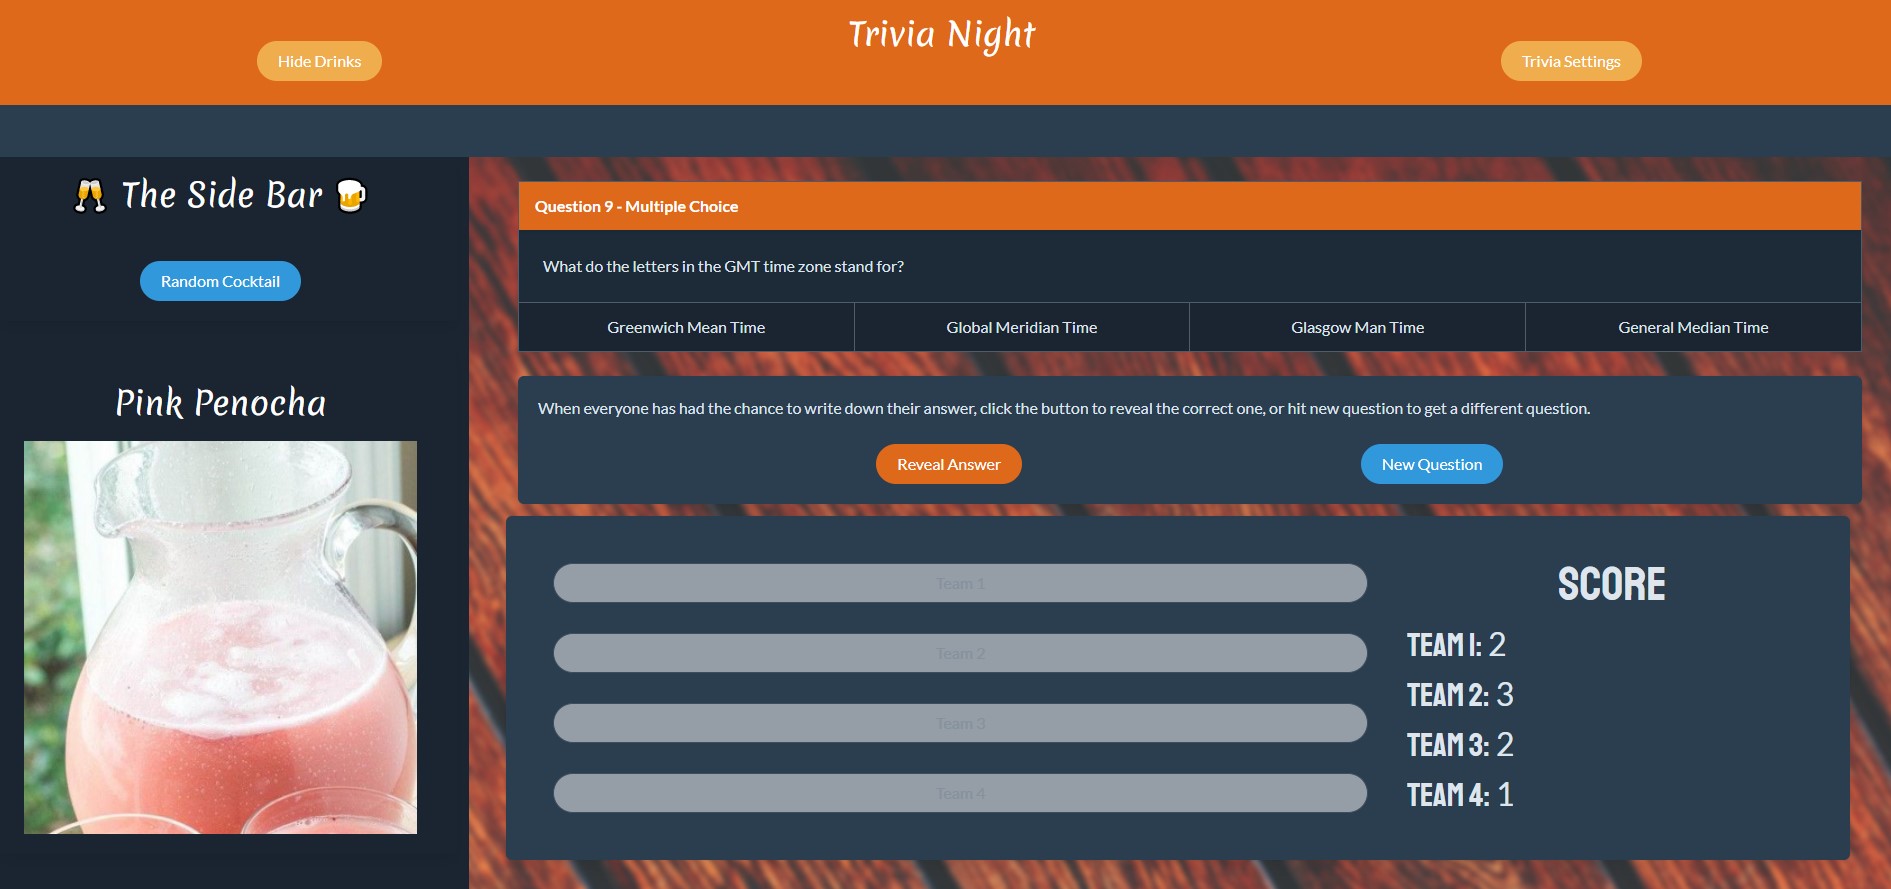 Trivia Night
Hide Drinks
Trivia Settings
The Side Bar
Random Cocktail
Pink Penocha
Question 9 - Multiple Choice
What do the letters in the GMT time zone stand for?
Greenwich Mean Time
Global Meridian Time
Glasgow Man Time
General Median Time
When everyone has had the chance to write down their answer, click the button to reveal the correct one, or hit new question to get a different question.
Reveal Answer
New Question
Team 1
Team 2
Team 3
Team 4
SCORE
TEAM 1: 2
TEAM 2: 3
TEAM 3: 2
TEAM 4: 1